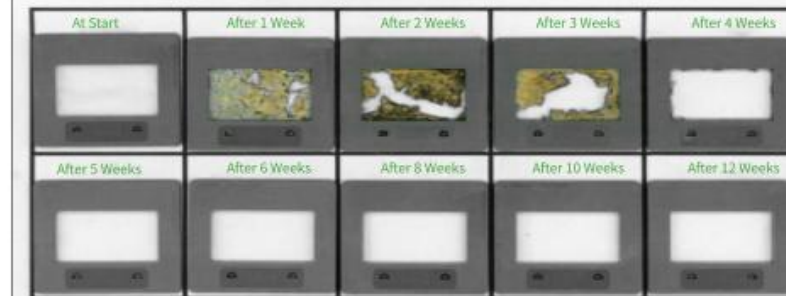 At Start
After 1 Week
After 2 Weeks
After 3 Weeks
After 4 Weeks
After 5 Weeks
After 6 Weeks
After 8 Weeks
After 10 Weeks
After 12 Weeks